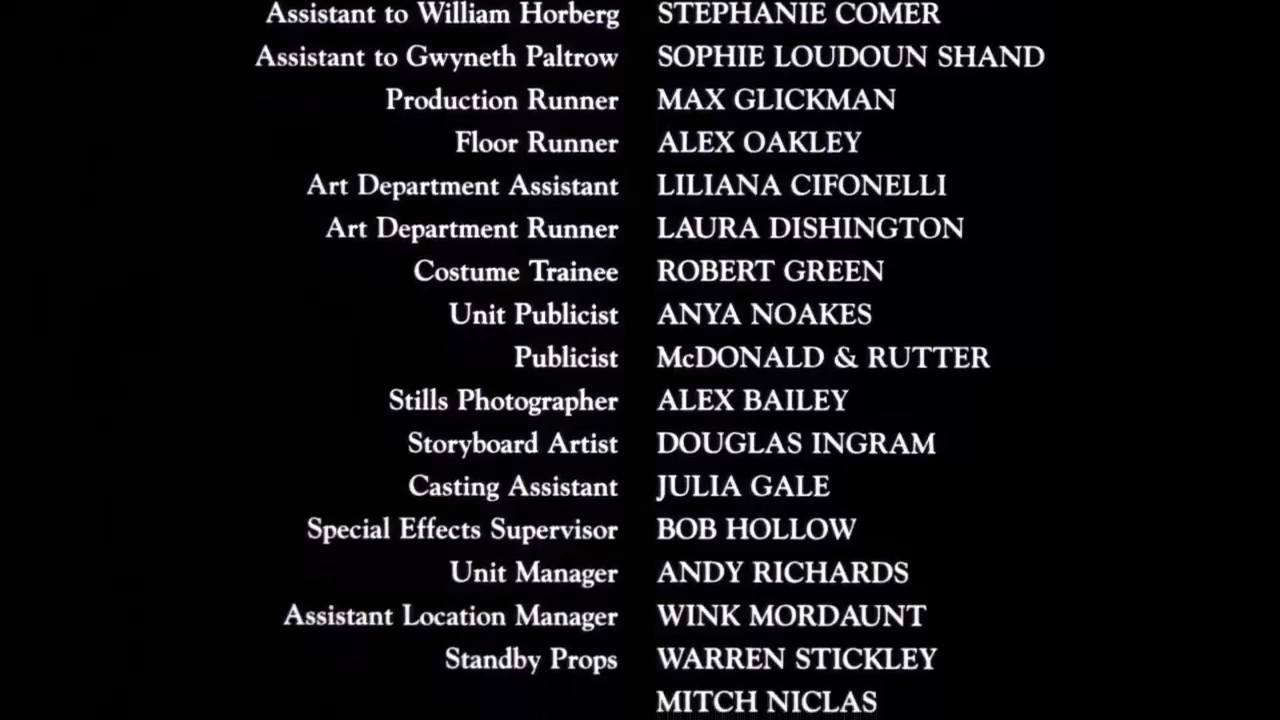 Assistant to William Horberg STEPHANIE COMER
Assistant to Gwyneth Paltrow SOPHIE LOUDOUN SHAND
Production Runner MAX GLICKMAN
Floor Runner ALEX OAKLEY
Art Department Assistant LILIANA CIFONELLI
Art Department Runner LAURA DISHINGTON
Costume Trainee ROBERT GREEN
Unit Publicist ANYA NOAKES
Publicist McDONALD & RUTTER
Stills Photographer ALEX BAILEY
Storyboard Artist DOUGLAS INGRAM
Casting Assistant JULIA GALE
Special Effects Supervisor BOB HOLLOW
Unit Manager ANDY RICHARDS
Assistant Location Manager WINK MORDAUNT
Standby Props WARREN STICKLEY
MITCH NICLAS